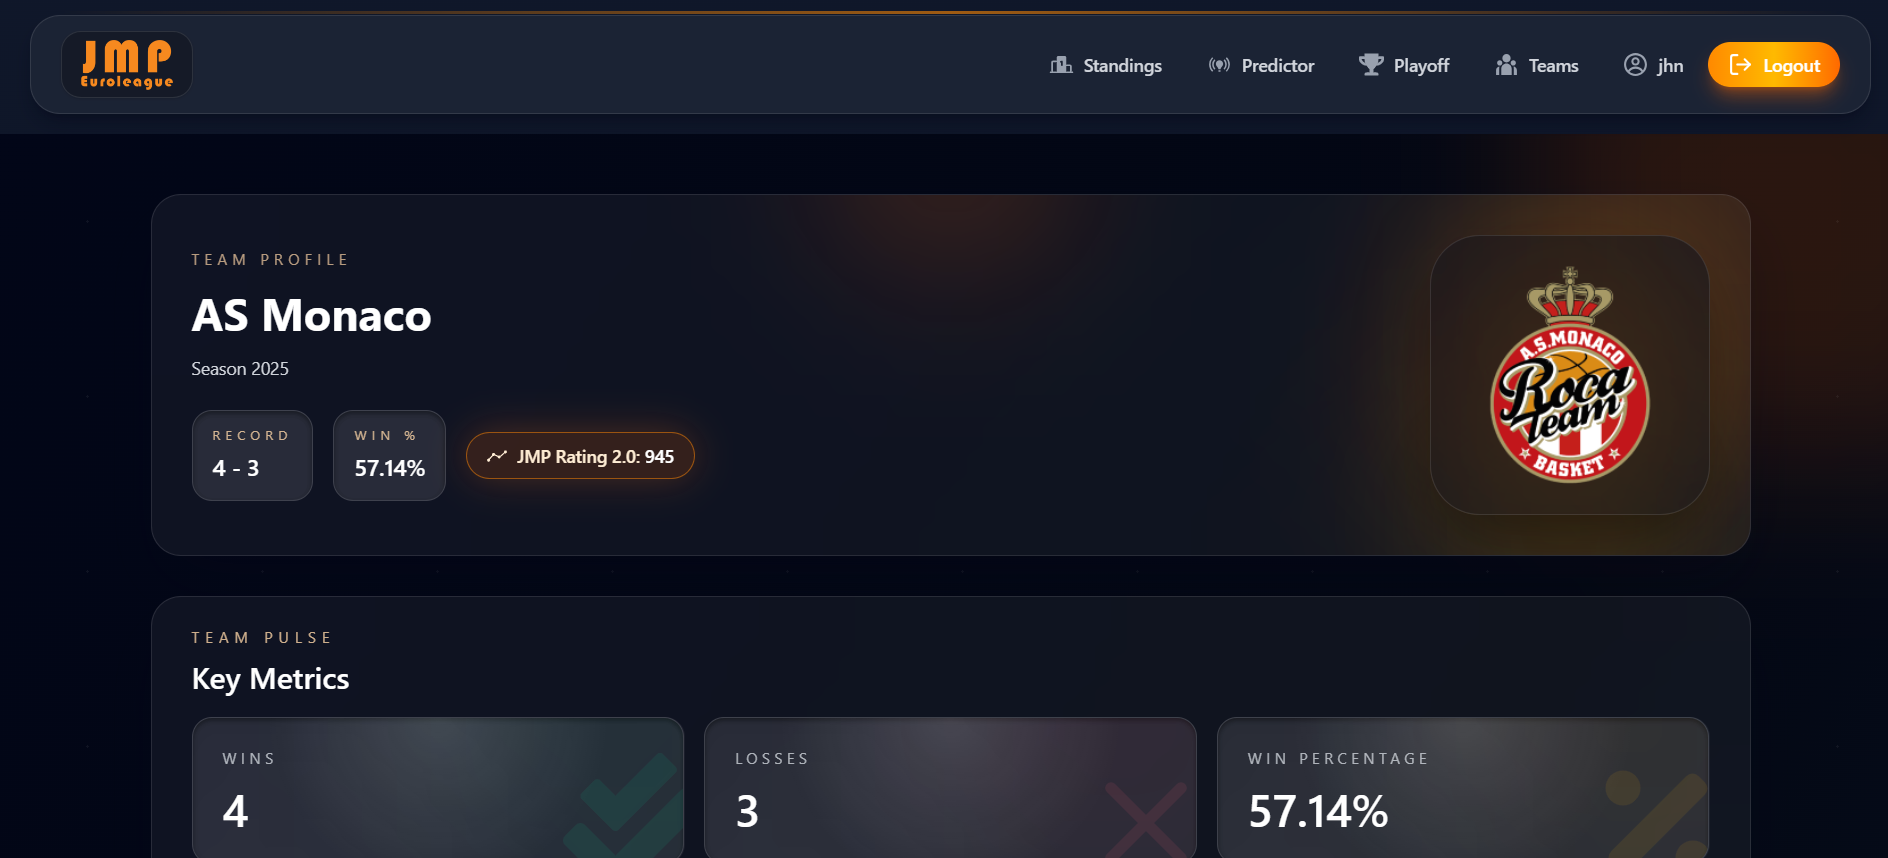 JMP
Euroleague
Standings
Predictor
Playoff
Teams
jhn
Logout
TEAM PROFILE
AS Monaco
Season 2025
RECORD
4 - 3
WIN %
57.14%
JMP Rating 2.0: 945
A.S.MONACO
Roca
team
BASKET
TEAM PULSE
Key Metrics
WINS
4
LOSSES
3
WIN PERCENTAGE
57.14%